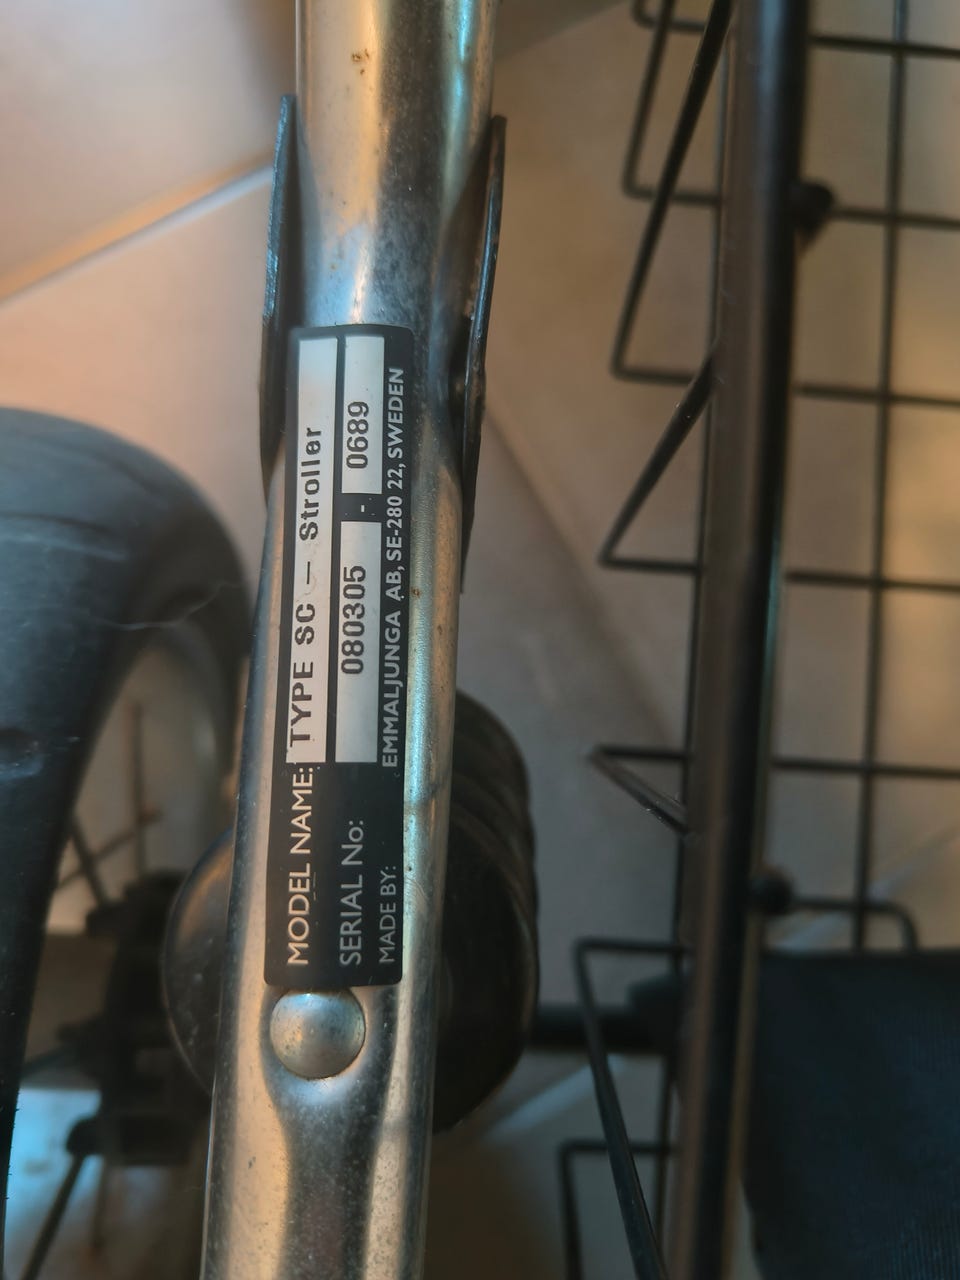 MODEL NAME: TYPE SC - Stroller
SERIAL No: 080305 - 0689
MADE BY: EMMALJUNGA AB, SE-280 22, SWEDEN